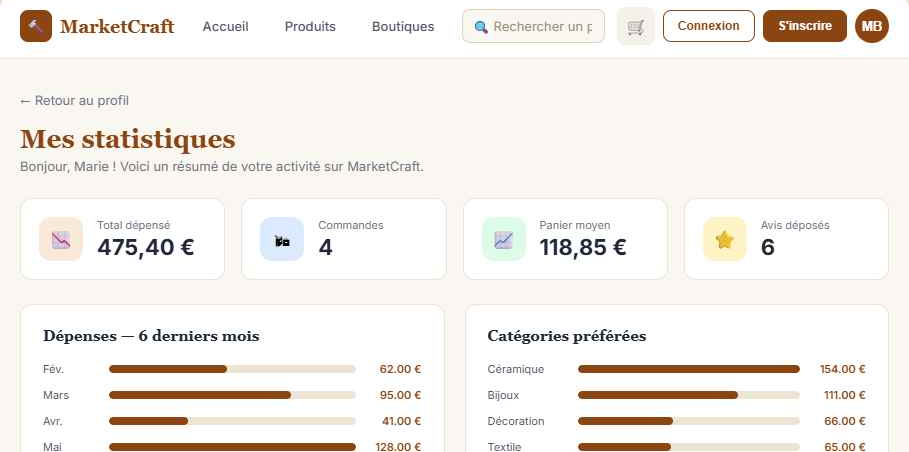 MarketCraft
Accueil
Produits
Boutiques
Rechercher un p
Connexion
S'inscrire
MB
← Retour au profil
Mes statistiques
Bonjour, Marie ! Voici un résumé de votre activité sur MarketCraft.
Total dépensé
475,40 €
Commandes
4
Panier moyen
118,85 €
Avis déposés
6
Dépenses — 6 derniers mois
Fév. 62.00 €
Mars 95.00 €
Avr. 41.00 €
Mai 128.00 €
Catégories préférées
Céramique 154.00 €
Bijoux 111.00 €
Décoration 66.00 €
Textile 65.00 €